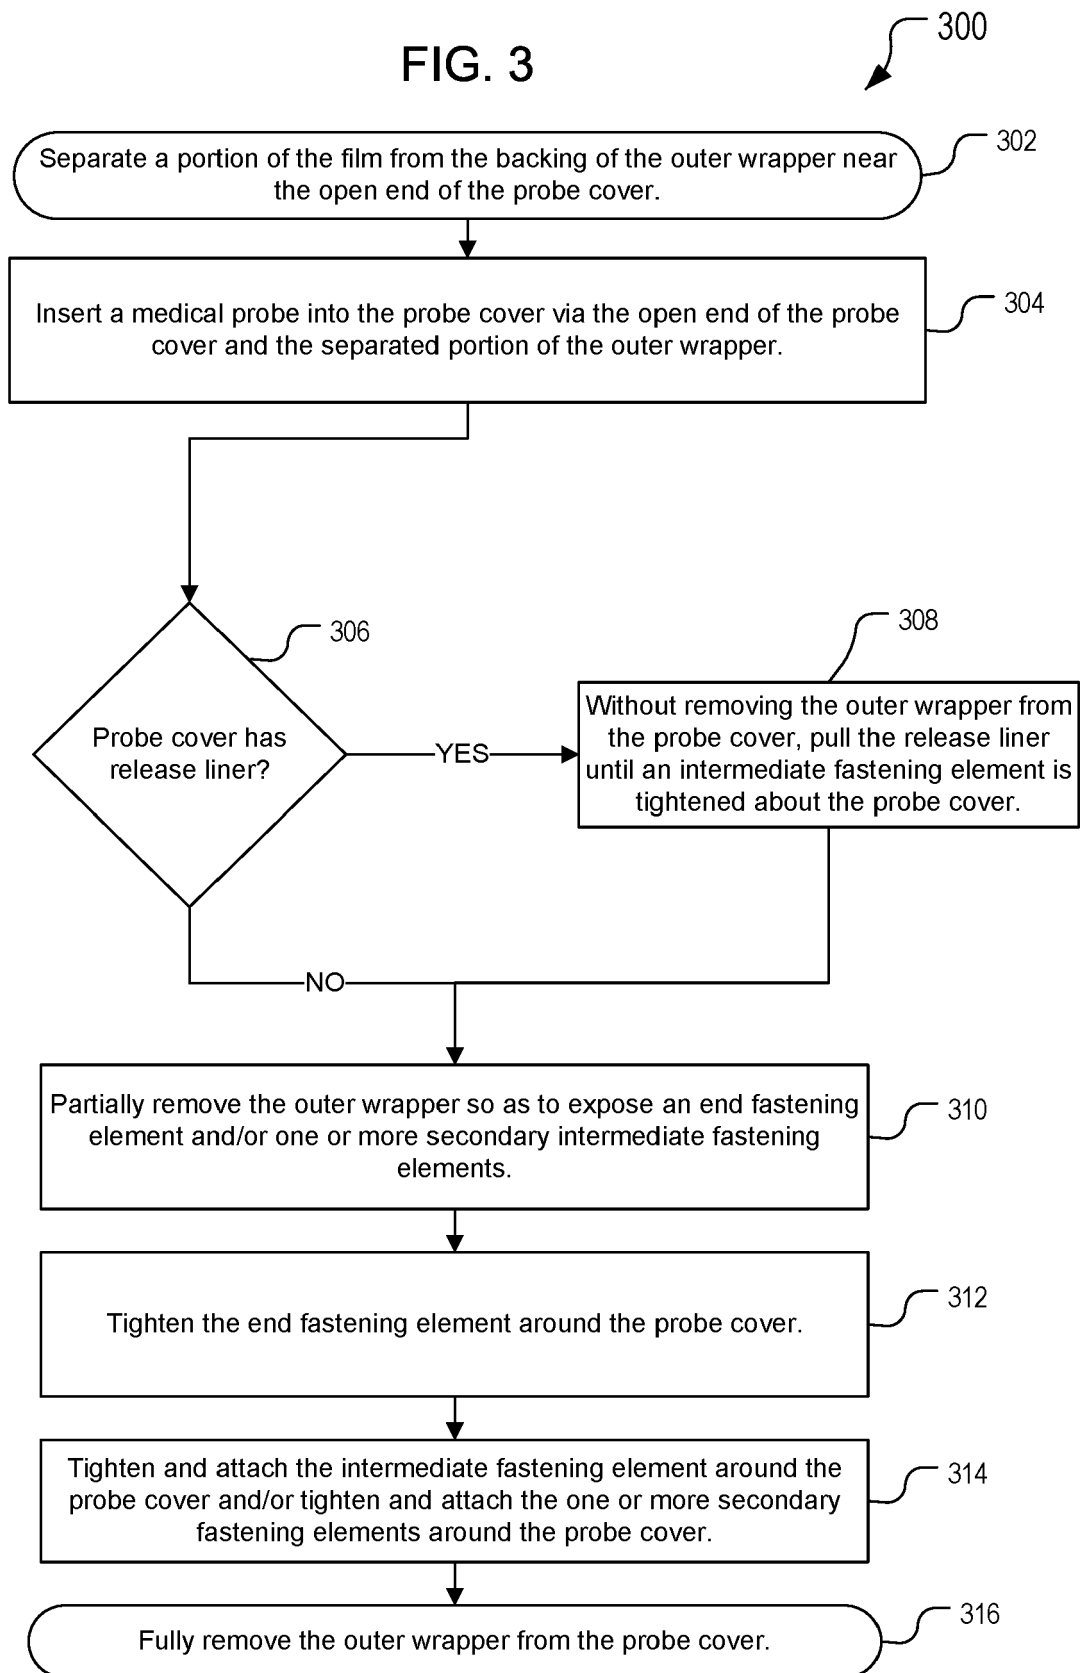 FIG. 3
300
Separate a portion of the film from the backing of the outer wrapper near
the open end of the probe cover.
302
Insert a medical probe into the probe cover via the open end of the probe
cover and the separated portion of the outer wrapper.
304
Probe cover has
release liner?
306
YES
Without removing the outer wrapper from
the probe cover, pull the release liner
until an intermediate fastening element is
tightened about the probe cover.
308
NO
Partially remove the outer wrapper so as to expose an end fastening
element and/or one or more secondary intermediate fastening
elements.
310
Tighten the end fastening element around the probe cover.
312
Tighten and attach the intermediate fastening element around the
probe cover and/or tighten and attach the one or more secondary
fastening elements around the probe cover.
314
Fully remove the outer wrapper from the probe cover.
316